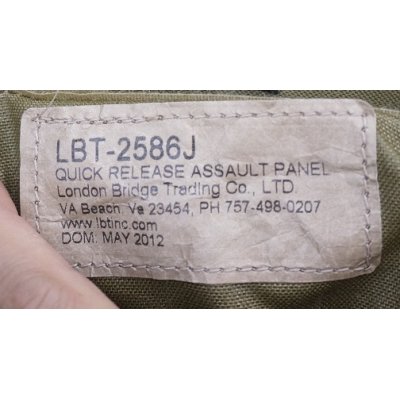 LBT-2586J
QUICK RELEASE ASSAULT PANEL
London Bridge Trading Co., LTD.
VA Beach, Va 23454, PH 757-498-0207
www.lbtinc.com
DOM: MAY 2012